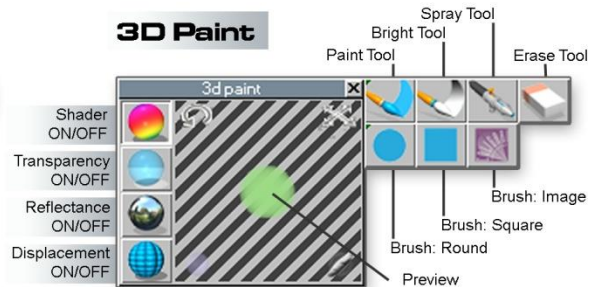 3D Paint
Spray Tool
Bright Tool
Paint Tool
Erase Tool
3d paint
Shader
ON/OFF
Transparency
ON/OFF
Reflectance
ON/OFF
Displacement
ON/OFF
Brush: Image
Brush: Square
Brush: Round
Preview